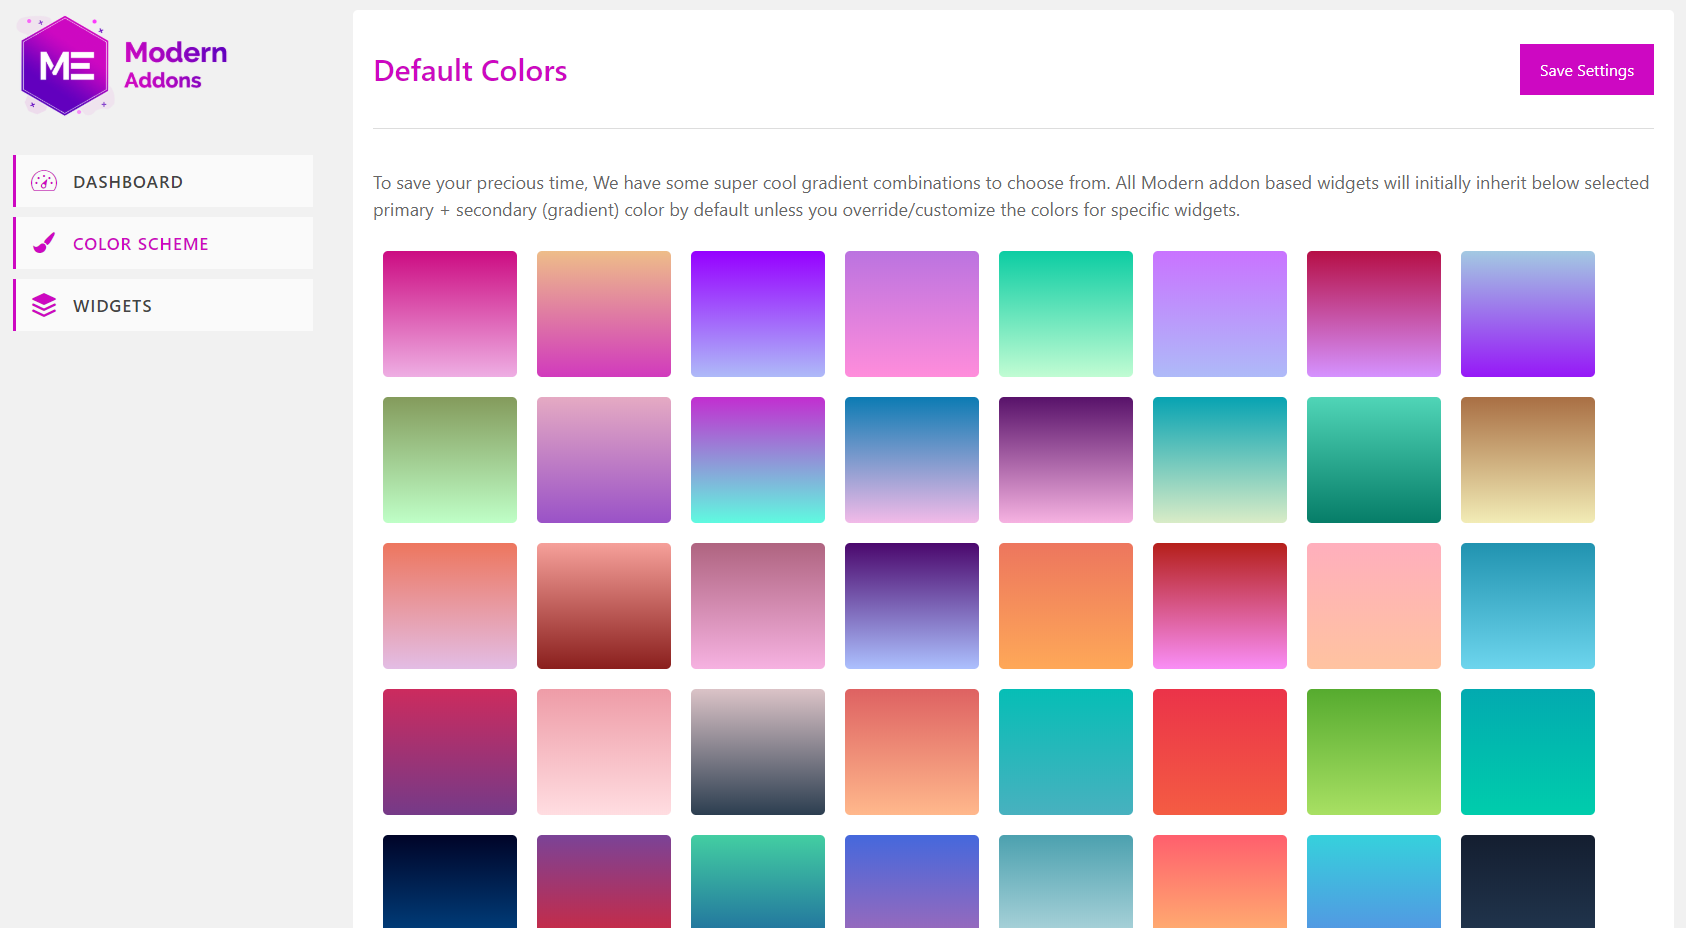 ME
Modern
Addons
DASHBOARD
COLOR SCHEME
WIDGETS
Default Colors
Save Settings
To save your precious time, We have some super cool gradient combinations to choose from. All Modern addon based widgets will initially inherit below selected
primary + secondary (gradient) color by default unless you override/customize the colors for specific widgets.